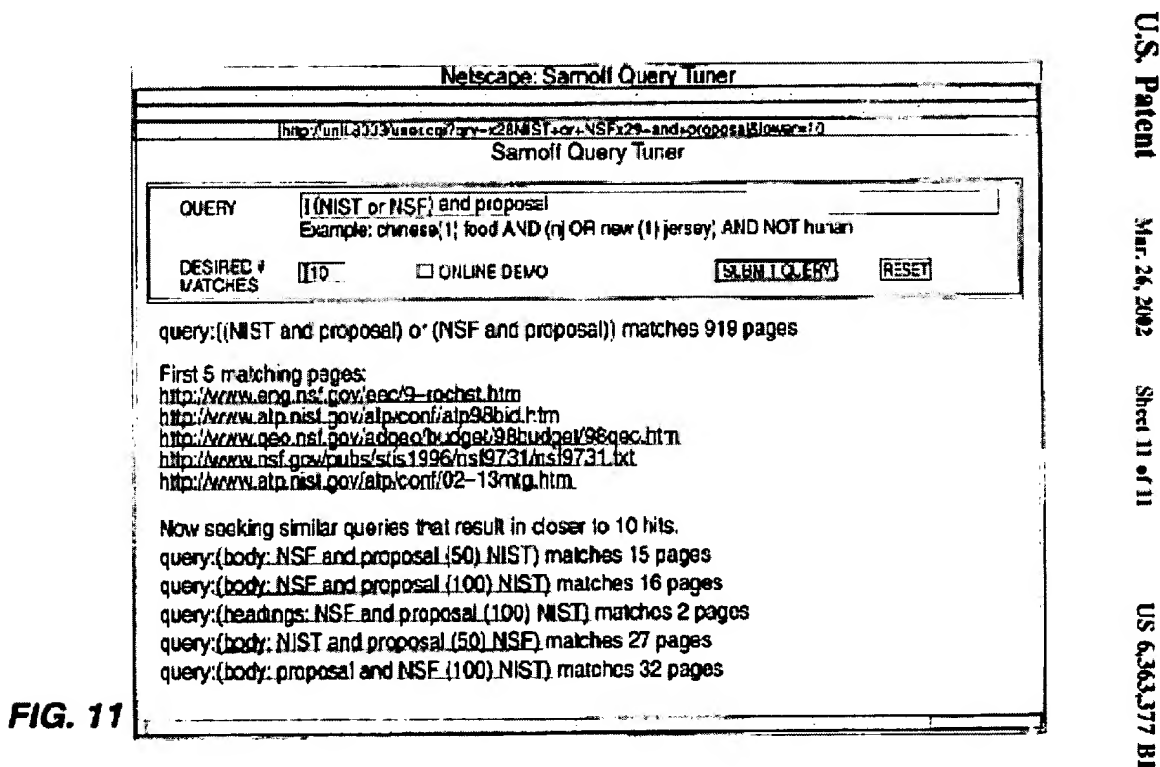 U.S. Patent Mar. 26, 2002 Sheet 11 of 11 US 6,363,377 B1
Netscape: Sarnoff Query Tuner
Sarnoff Query Tuner
QUERY (NIST or NSF) and proposal
Example: chinese(1) food AND (nj OR new (1) jersey) AND NOT hunan
DESIRED # MATCHES 10 ONLINE DEMO SUBMIT QUERY RESET
query:((NIST and proposal) or (NSF and proposal)) matches 919 pages
First 5 matching pages:
http://www.eng.nsf.gov/eec/9-rochst.htm
http://www.atp.nist.gov/atp/conf/atp98bid.htm
http://www.geo.nsf.gov/adgeo/budget/98budget/98gec.htm
http://www.nsf.gov/pubs/stis1996/nsf9731/nsf9731.txt
http://www.atp.nist.gov/atp/conf/02-13mtg.htm
Now seeking similar queries that result in closer to 10 hits.
query:(body: NSF and proposal (50) NIST) matches 15 pages
query:(body: NSF and proposal (100) NIST) matches 16 pages
query:(headings: NSF and proposal (100) NIST) matches 2 pages
query:(body: NIST and proposal (50) NSF) matches 27 pages
query:(body: proposal and NSF (100) NIST) matches 32 pages
FIG. 11